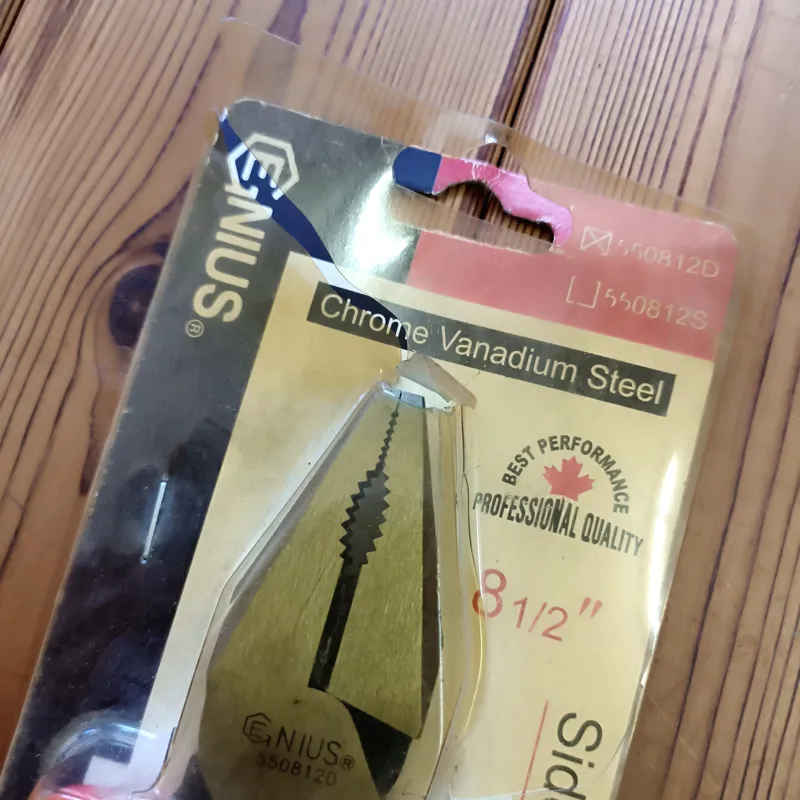 GENIUS®
☒ 550812D
☐ 550812S
Chrome Vanadium Steel
BEST PERFORMANCE
PROFESSIONAL QUALITY
8 1/2"
GENIUS®
550812D